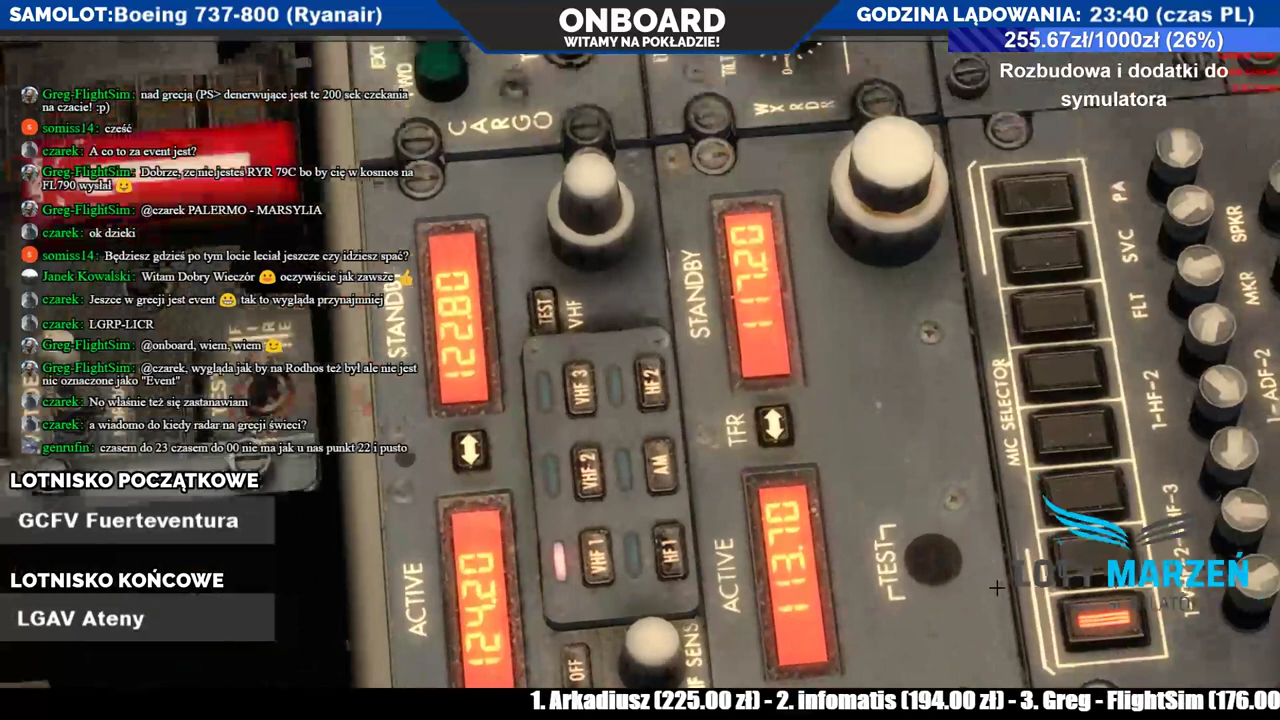 SAMOLOT:Boeing 737-800 (Ryanair)
ONBOARD
WITAMY NA POKŁADZIE!
GODZINA LĄDOWANIA: 23:40 (czas PL)
255.67zł/1000zł (26%)
Rozbudowa i dodatki do
symulatora
Greg-FlightSim: nad grecją (PS> denerwujące jest te 200 sek czekania
na czacie! :p)
somiss14: cześć
czarek: A co to za event jest?
Greg-FlightSim: Dobrze, ze nie jesteś RYR 79C bo by cię w kosmos na
FL790 wysłał 🙂
Greg-FlightSim: @czarek PALERMO - MARSYLIA
czarek: ok dzieki
somiss14: Będziesz gdzieś po tym locie leciał jeszcze czy idziesz spać?
Janek Kowalski: Witam Dobry Wieczór 😀 oczywiście jak zawsze 👍
czarek: Jeszce w grecji jest event 😀 tak to wygląda przynajmniej
czarek: LGRP-LICR
Greg-FlightSim: @onboard, wiem, wiem 🙂
Greg-FlightSim: @czarek, wygląda jak by na Rodhos też był ale nie jest
nic oznaczone jako "Event"
czarek: No właśnie też się zastanawiam
czarek: a wiadomo do kiedy radar na grecji świeci?
genrufin: czasem do 23 czasem do 00 nie ma jak u nas punkt 22 i pusto
LOTNISKO POCZĄTKOWE
GCFV Fuerteventura
LOTNISKO KOŃCOWE
LGAV Ateny
EXT
CARGO
WX RDR
STANDBY
122.80
TEST
VHF
VHF 3
HF 2
VHF 2
AM
VHF 1
HF 1
ACTIVE
124.20
OFF
SENS
STANDBY
117.20
TFR
ACTIVE
113.70
TEST
MIC SELECTOR
PA
SVC
FLT
1-HF-2
SPKR
MKR
1-ADF-2
LOTY MARZEŃ
1. Arkadiusz (225.00 zł) - 2. infomatis (194.00 zł) - 3. Greg - FlightSim (176.00